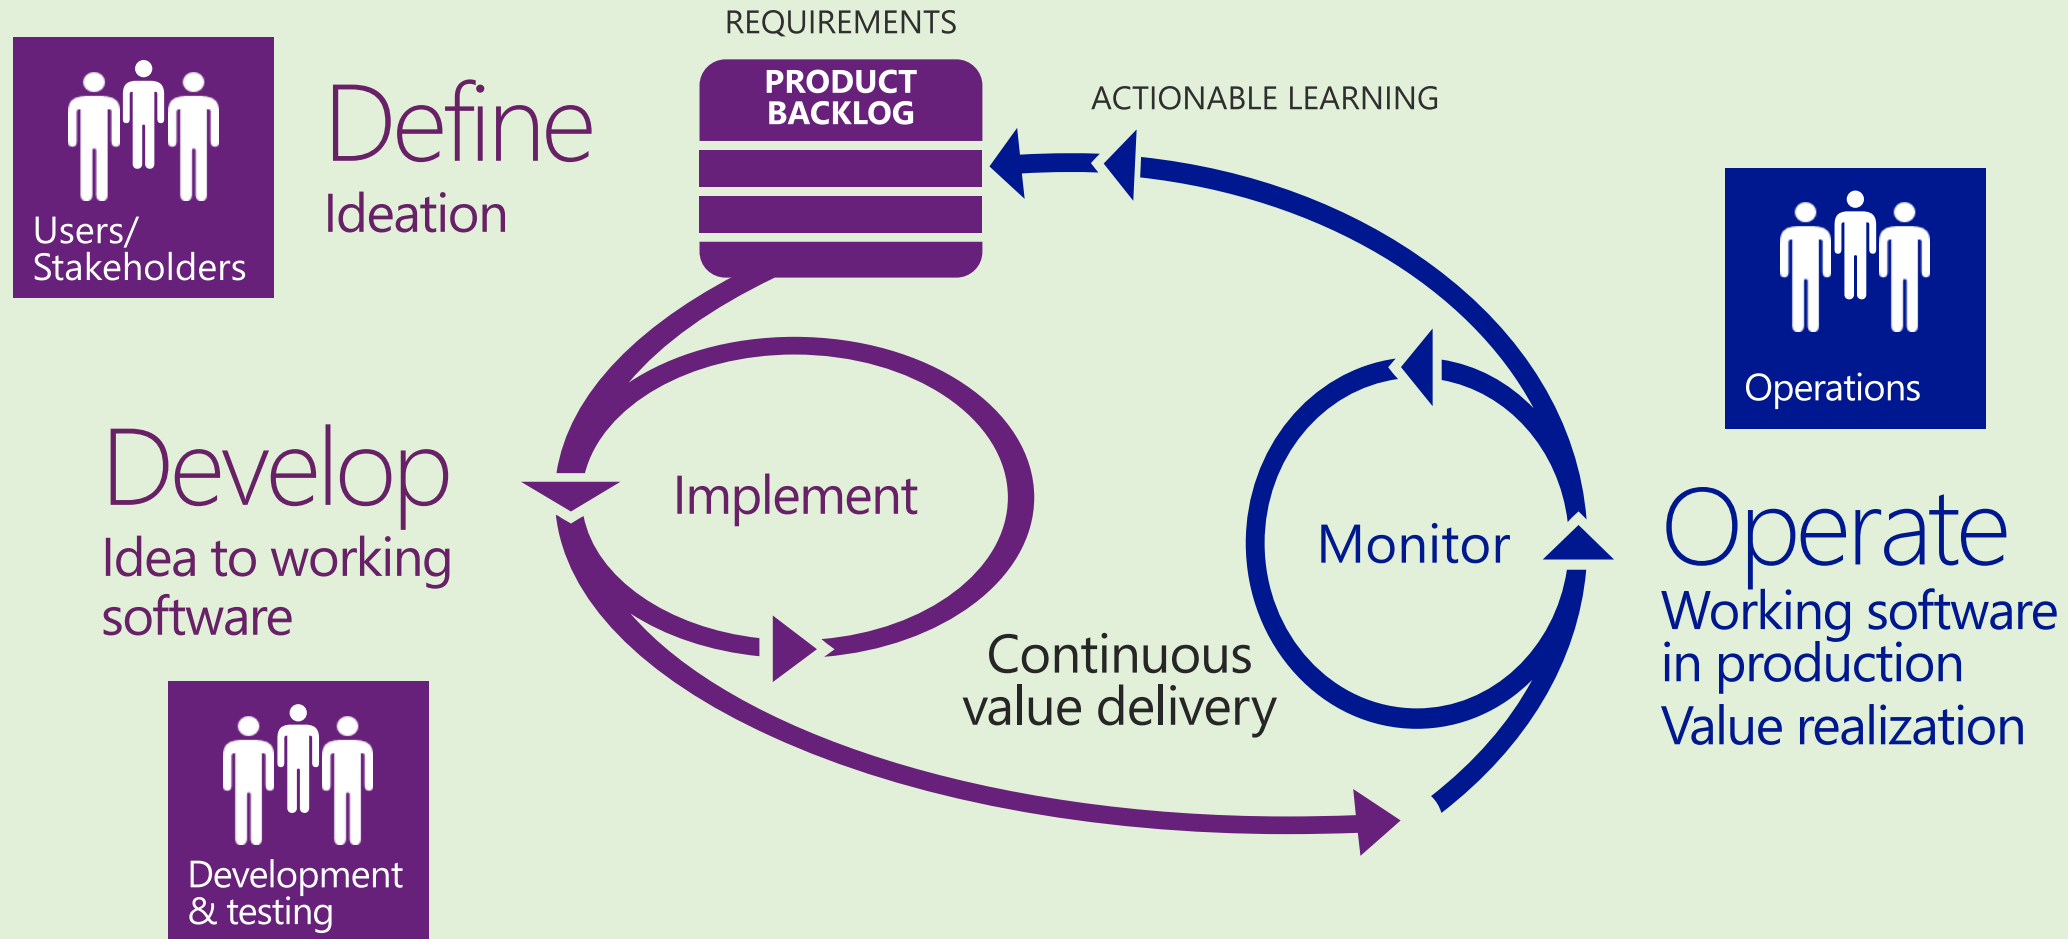 REQUIREMENTS
PRODUCT
BACKLOG
ACTIONABLE LEARNING
Users/
Stakeholders
Define
Ideation
Operations
Develop
Idea to working
software
Implement
Monitor
Operate
Working software
in production
Value realization
Continuous
value delivery
Development
& testing